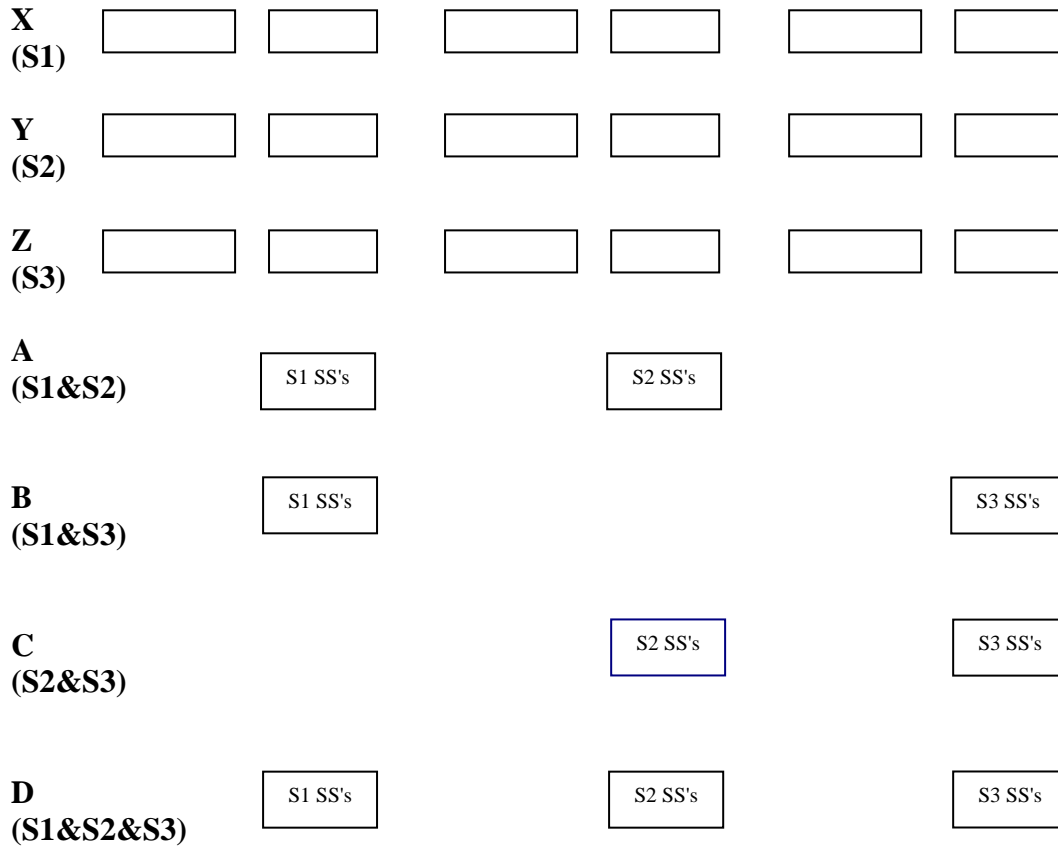 X
(S1)
Y
(S2)
Z
(S3)
A
(S1&S2)
S1 SS's
S2 SS's
B
(S1&S3)
S1 SS's
S3 SS's
C
(S2&S3)
S2 SS's
S3 SS's
D
(S1&S2&S3)
S1 SS's
S2 SS's
S3 SS's